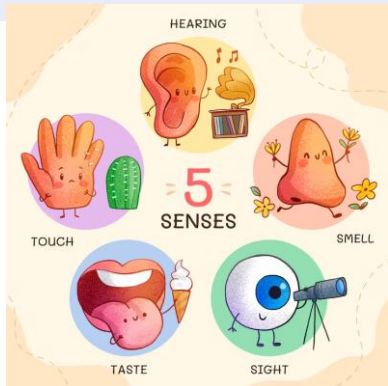 HEARING
5
SENSES
TOUCH
SMELL
TASTE
SIGHT